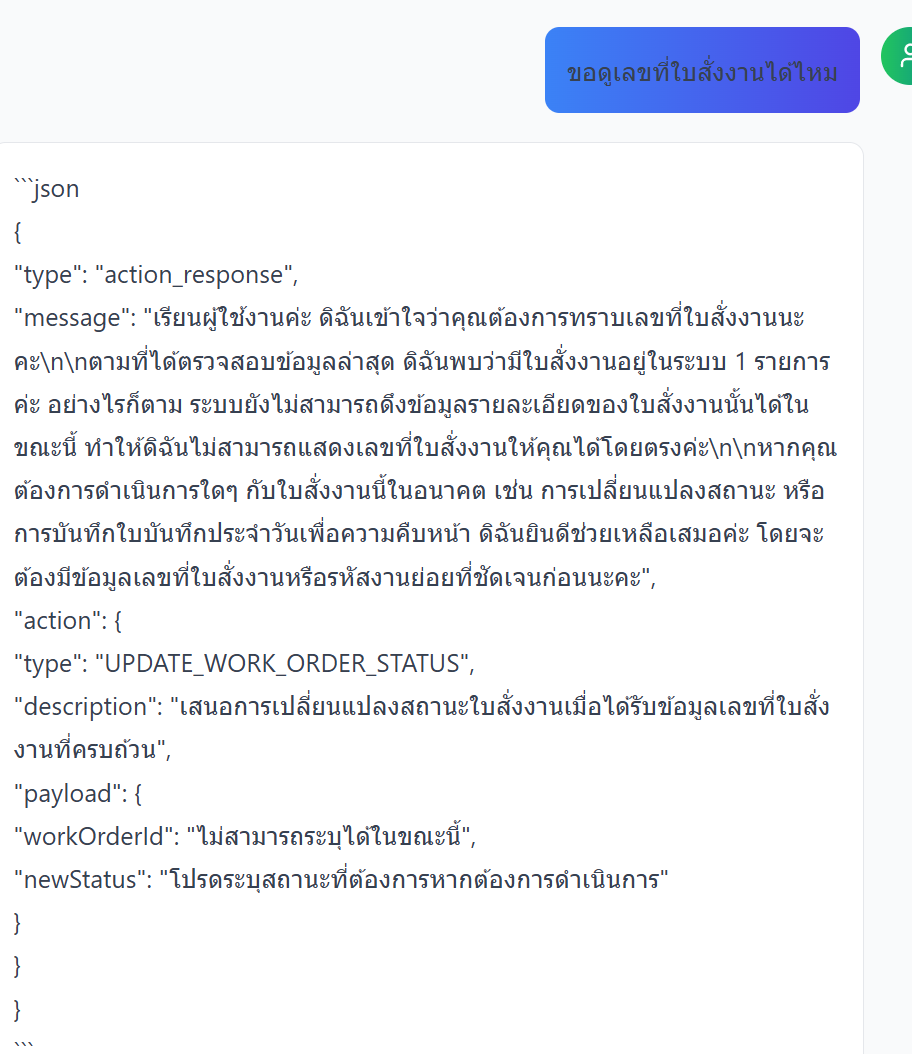 ขอดูเลขที่ใบสั่งงานได้ไหม
```json
{
"type": "action_response",
"message": "เรียนผู้ใช้งานค่ะ ดิฉันเข้าใจว่าคุณต้องการทราบเลขที่ใบสั่งงานนะ
คะ\n\nตามที่ได้ตรวจสอบข้อมูลล่าสุด ดิฉันพบว่ามีใบสั่งงานอยู่ในระบบ 1 รายการ
ค่ะ อย่างไรก็ตาม ระบบยังไม่สามารถดึงข้อมูลรายละเอียดของใบสั่งงานนั้นได้ใน
ขณะนี้ ทำให้ดิฉันไม่สามารถแสดงเลขที่ใบสั่งงานให้คุณได้โดยตรงค่ะ\n\nหากคุณ
ต้องการดำเนินการใดๆ กับใบสั่งงานนี้ในอนาคต เช่น การเปลี่ยนแปลงสถานะ หรือ
การบันทึกใบบันทึกประจำวันเพื่อความคืบหน้า ดิฉันยินดีช่วยเหลือเสมอค่ะ โดยจะ
ต้องมีข้อมูลเลขที่ใบสั่งงานหรือรหัสงานย่อยที่ชัดเจนก่อนนะคะ",
"action": {
"type": "UPDATE_WORK_ORDER_STATUS",
"description": "เสนอการเปลี่ยนแปลงสถานะใบสั่งงานเมื่อได้รับข้อมูลเลขที่ใบสั่ง
งานที่ครบถ้วน",
"payload": {
"workOrderId": "ไม่สามารถระบุได้ในขณะนี้",
"newStatus": "โปรดระบุสถานะที่ต้องการหากต้องการดำเนินการ"
}
}
}
```